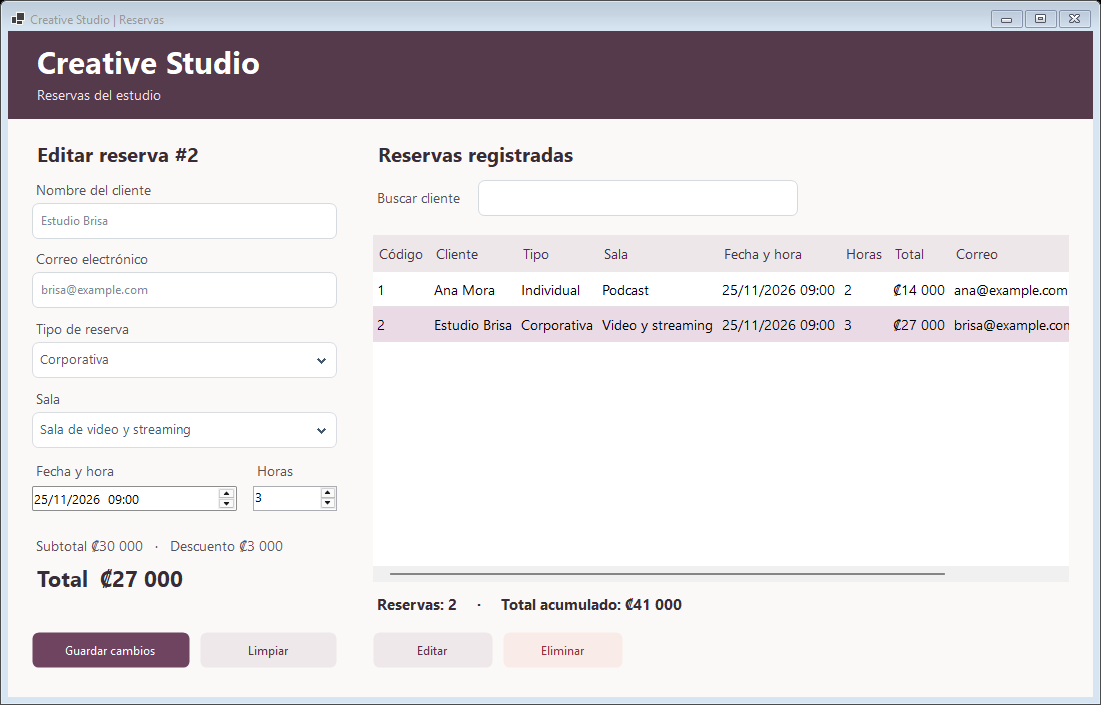 Creative Studio | Reservas
Creative Studio
Reservas del estudio
Editar reserva #2
Nombre del cliente
Estudio Brisa
Correo electrónico
brisa@example.com
Tipo de reserva
Corporativa
Sala
Sala de video y streaming
Fecha y hora Horas
25/11/2026 09:00 3
Subtotal ₡30 000 · Descuento ₡3 000
Total ₡27 000
Guardar cambios Limpiar
Reservas registradas
Buscar cliente
Código Cliente Tipo Sala Fecha y hora Horas Total Correo
1 Ana Mora Individual Podcast 25/11/2026 09:00 2 ₡14 000 ana@example.com
2 Estudio Brisa Corporativa Video y streaming 25/11/2026 09:00 3 ₡27 000 brisa@example.com
Reservas: 2 · Total acumulado: ₡41 000
Editar Eliminar